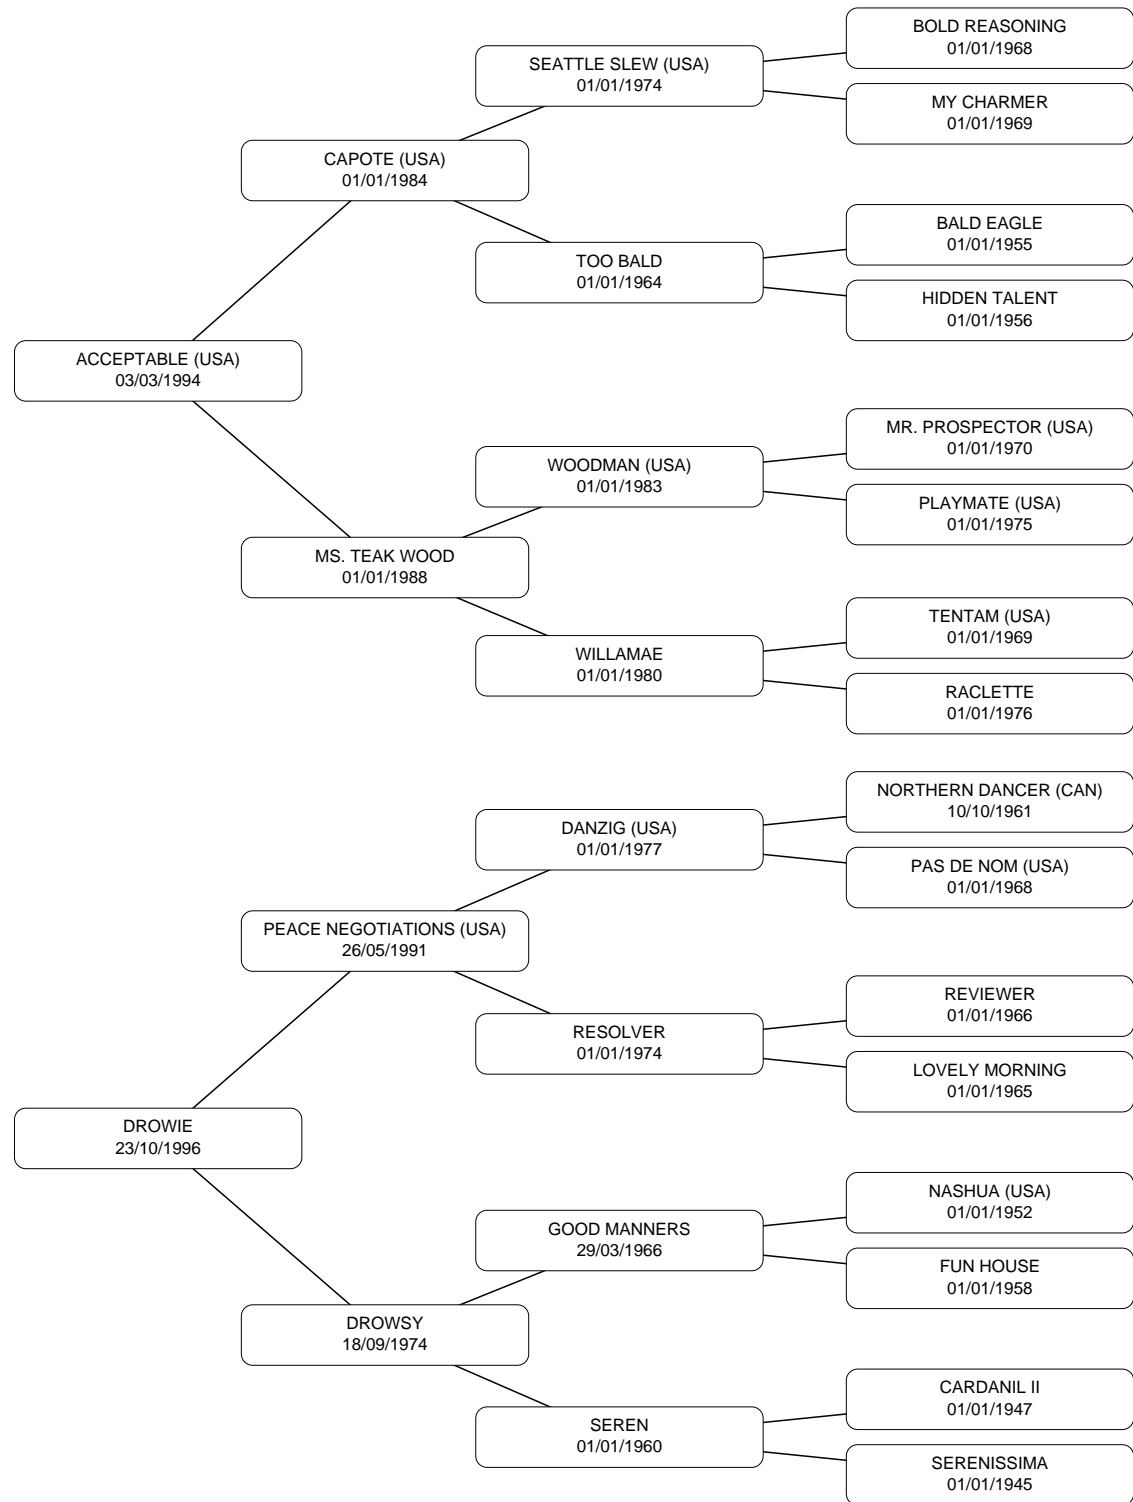 BOLD REASONING
01/01/1968
SEATTLE SLEW (USA)
01/01/1974
MY CHARMER
01/01/1969
CAPOTE (USA)
01/01/1984
BALD EAGLE
01/01/1955
TOO BALD
01/01/1964
HIDDEN TALENT
01/01/1956
ACCEPTABLE (USA)
03/03/1994
MR. PROSPECTOR (USA)
01/01/1970
WOODMAN (USA)
01/01/1983
PLAYMATE (USA)
01/01/1975
MS. TEAK WOOD
01/01/1988
TENTAM (USA)
01/01/1969
WILLAMAE
01/01/1980
RACLETTE
01/01/1976
NORTHERN DANCER (CAN)
10/10/1961
DANZIG (USA)
01/01/1977
PAS DE NOM (USA)
01/01/1968
PEACE NEGOTIATIONS (USA)
26/05/1991
REVIEWER
01/01/1966
RESOLVER
01/01/1974
LOVELY MORNING
01/01/1965
DROWIE
23/10/1996
NASHUA (USA)
01/01/1952
GOOD MANNERS
29/03/1966
FUN HOUSE
01/01/1958
DROWSY
18/09/1974
CARDANIL II
01/01/1947
SEREN
01/01/1960
SERENISSIMA
01/01/1945